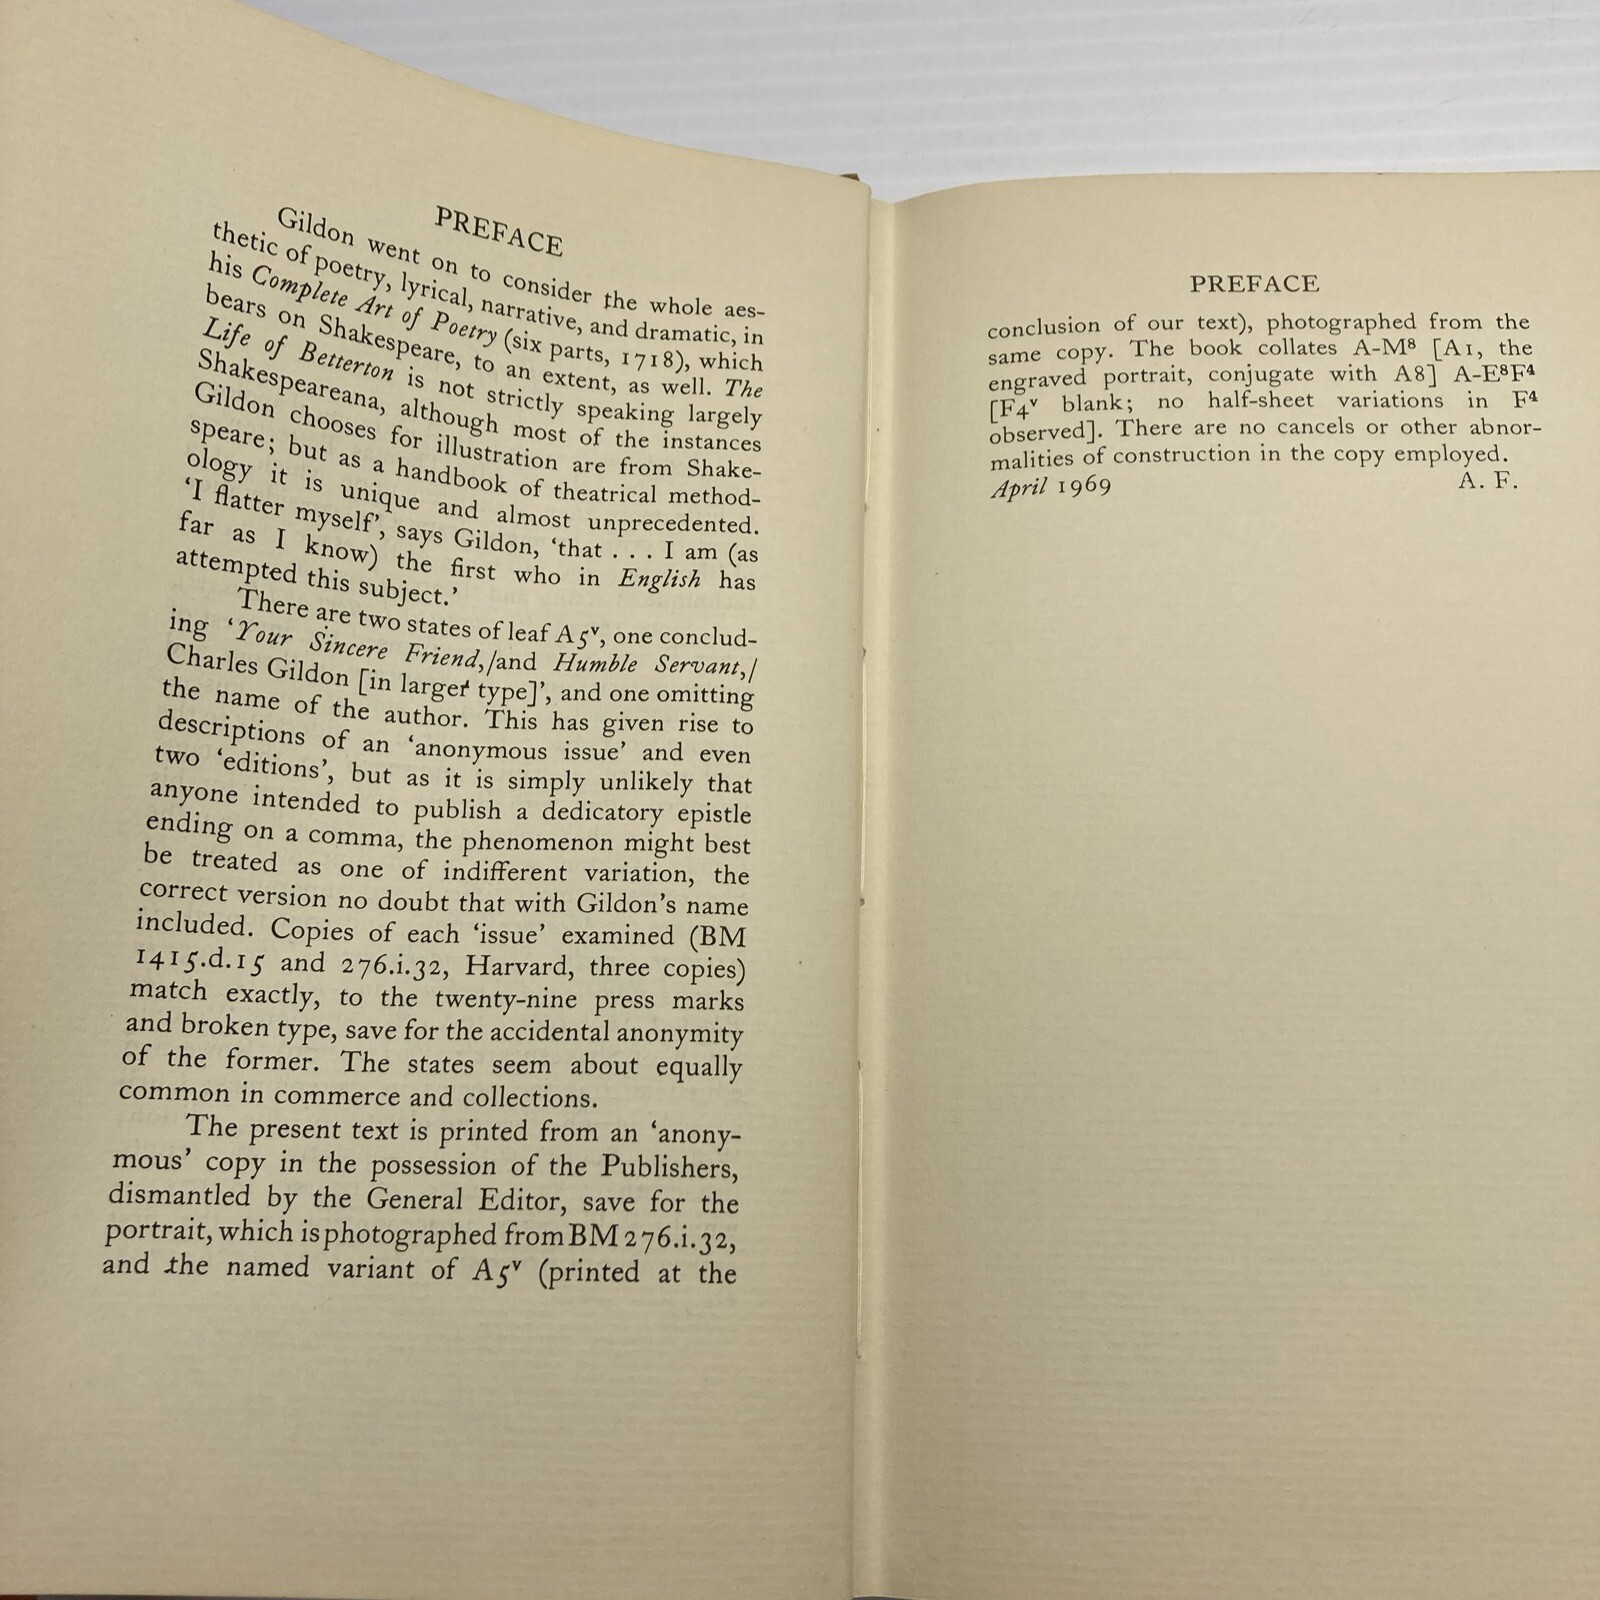 PREFACE
Gildon went on to consider the whole aes-
thetic of poetry, lyrical, narrative, and dramatic, in
his Complete Art of Poetry (six parts, 1718), which
bears on Shakespeare, to an extent, as well. The
Life of Betterton is not strictly speaking largely
Shakespeareana, although most of the instances
Gildon chooses for illustration are from Shake-
speare; but as a handbook of theatrical method-
ology it is unique and almost unprecedented.
‘I flatter myself’, says Gildon, ‘that . . . I am (as
far as I know) the first who in English has
attempted this subject.’
There are two states of leaf A5ᵛ, one conclud-
ing ‘Your Sincere Friend,/and Humble Servant,/
Charles Gildon [in larger type]’, and one omitting
the name of the author. This has given rise to
descriptions of an ‘anonymous issue’ and even
two ‘editions’, but as it is simply unlikely that
anyone intended to publish a dedicatory epistle
ending on a comma, the phenomenon might best
be treated as one of indifferent variation, the
correct version no doubt that with Gildon’s name
included. Copies of each ‘issue’ examined (BM
1415.d.15 and 276.i.32, Harvard, three copies)
match exactly, to the twenty-nine press marks
and broken type, save for the accidental anonymity
of the former. The states seem about equally
common in commerce and collections.
The present text is printed from an ‘anony-
mous’ copy in the possession of the Publishers,
dismantled by the General Editor, save for the
portrait, which is photographed from BM 276.i.32,
and the named variant of A5ᵛ (printed at the
PREFACE
conclusion of our text), photographed from the
same copy. The book collates A-M⁸ [A1, the
engraved portrait, conjugate with A8] A-E⁸F⁴
[F4ᵛ blank; no half-sheet variations in F⁴
observed]. There are no cancels or other abnor-
malities of construction in the copy employed.
April 1969 A. F.